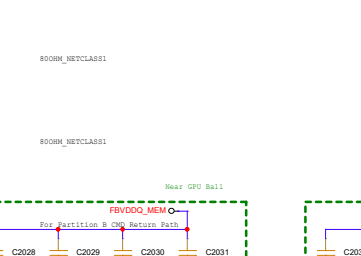 80OHM_NETCLASS1
80OHM_NETCLASS1
Near GPU Ball
FBVDDQ_MEM
For Partition B CMD Return Path
C2028 C2029 C2030 C2031